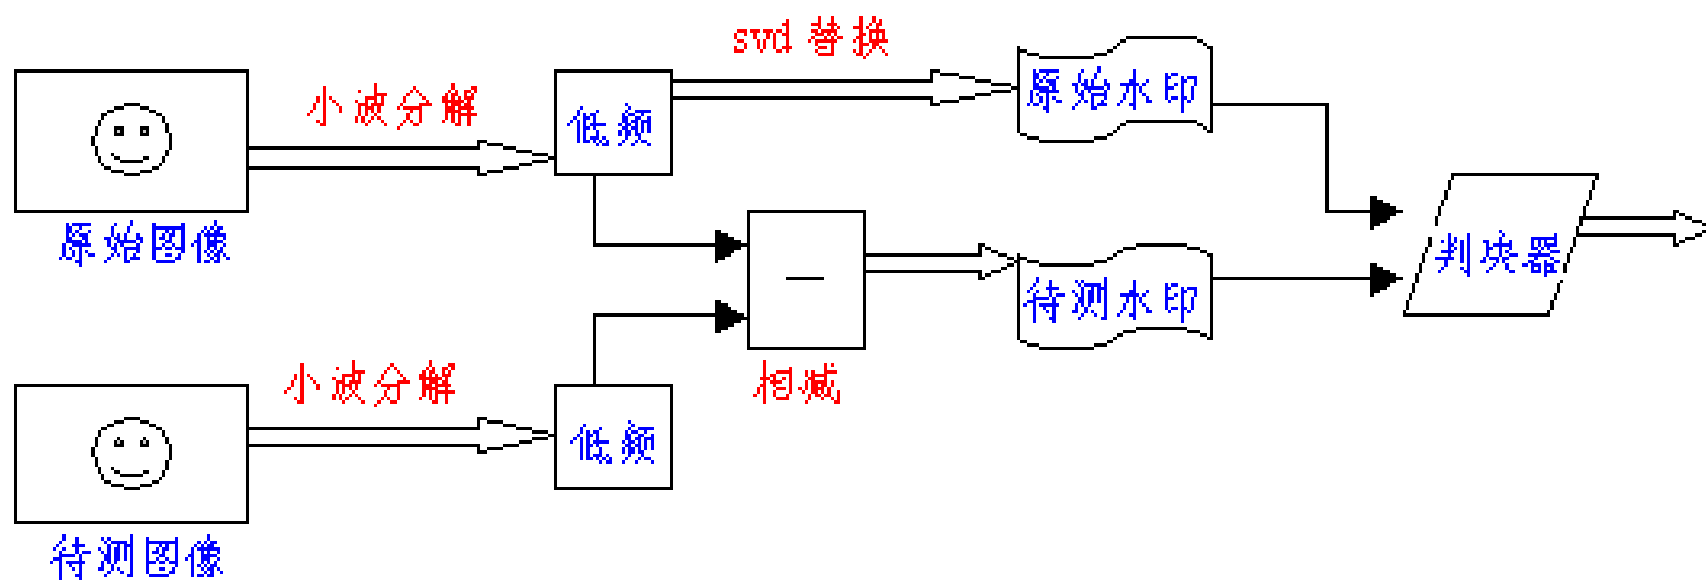 svd 替换
小波分解
低频
原始水印
原始图像
判决器
待测水印
小波分解
相减
低频
待测图像